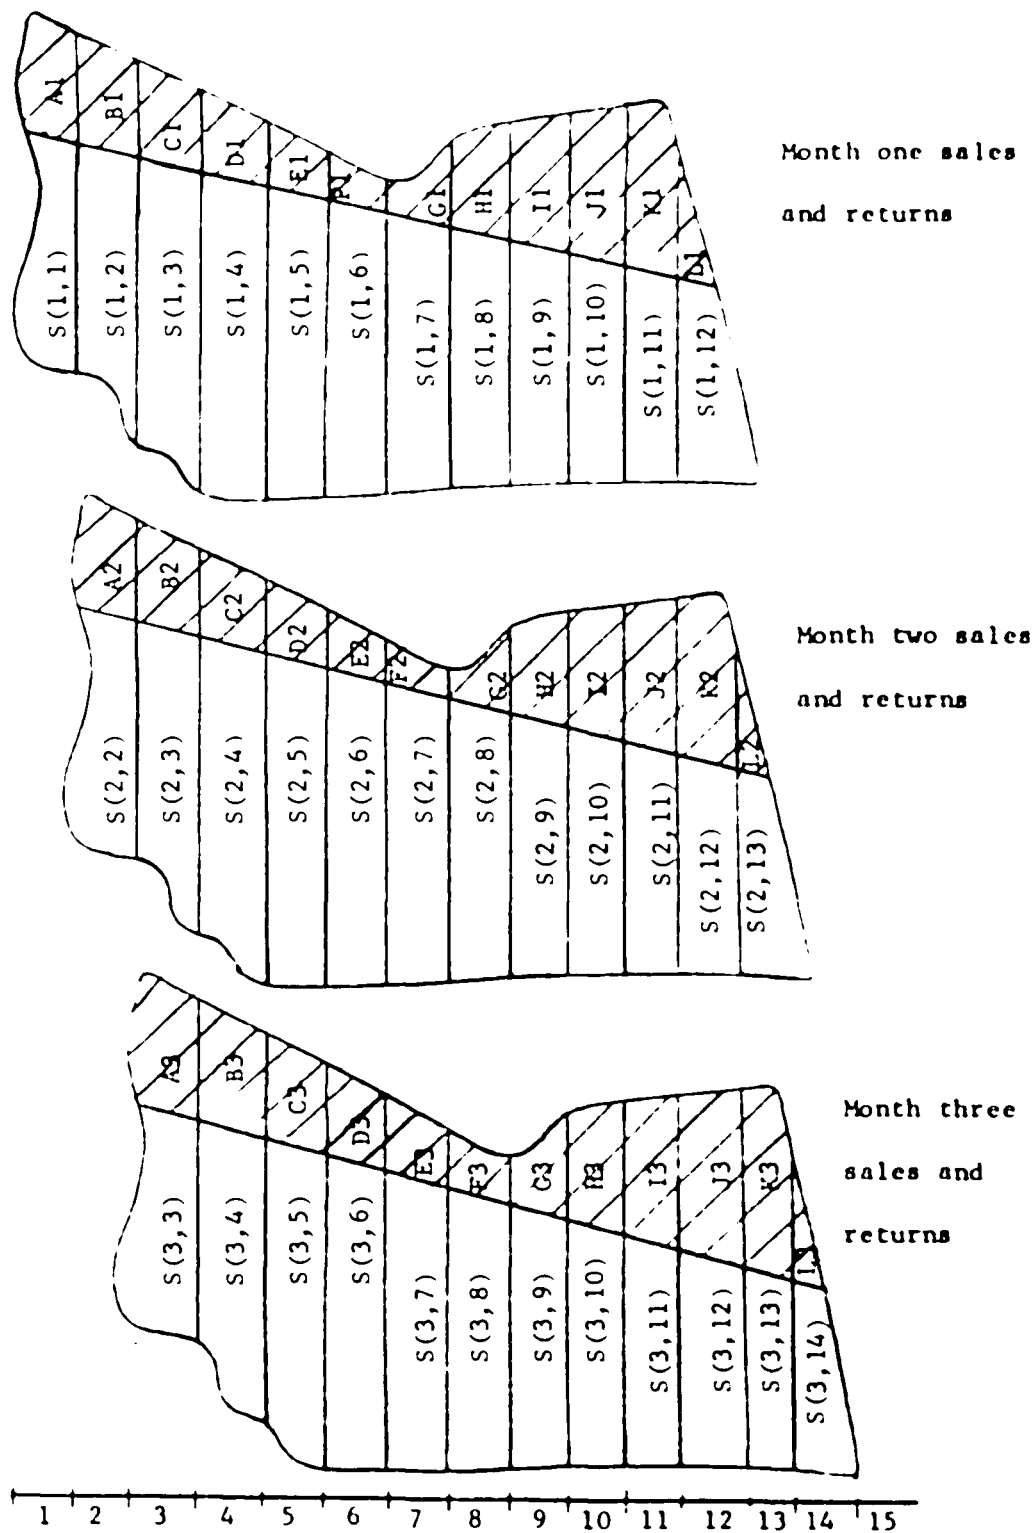 A1 B1 C1 D1 E1 F1 G1 H1 I1 J1 K1
S(1,1) S(1,2) S(1,3) S(1,4) S(1,5) S(1,6) S(1,7) S(1,8) S(1,9) S(1,10) S(1,11) S(1,12)
Month one sales
and returns
A2 B2 C2 D2 E2 F2 G2 H2 I2 J2 K2 L2
S(2,2) S(2,3) S(2,4) S(2,5) S(2,6) S(2,7) S(2,8) S(2,9) S(2,10) S(2,11) S(2,12) S(2,13)
Month two sales
and returns
A3 B3 C3 D3 E3 F3 G3 H3 I3 J3 K3 L3
S(3,3) S(3,4) S(3,5) S(3,6) S(3,7) S(3,8) S(3,9) S(3,10) S(3,11) S(3,12) S(3,13) S(3,14)
Month three
sales and
returns
1 2 3 4 5 6 7 8 9 10 11 12 13 14 15